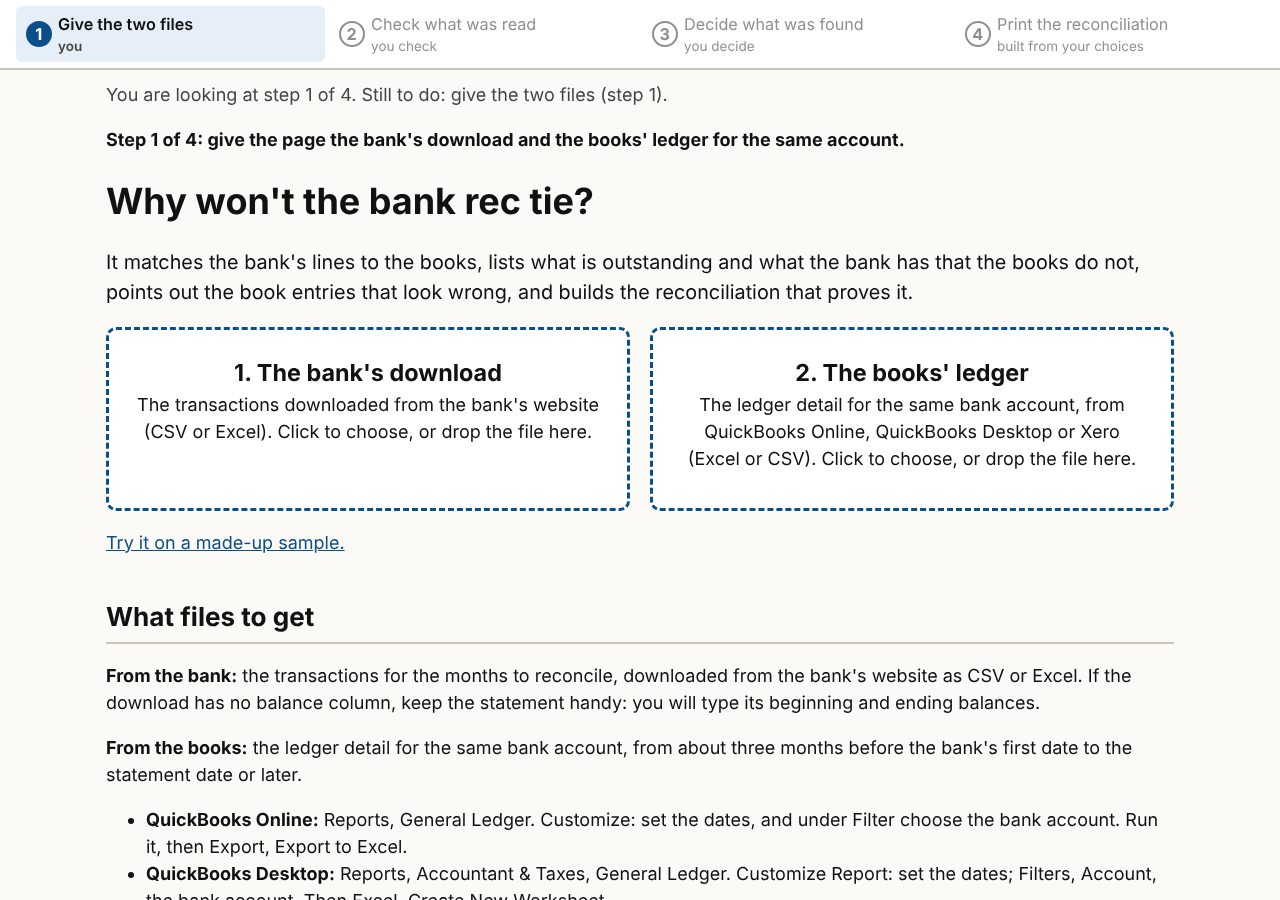 1 Give the two files
you
2 Check what was read
you check
3 Decide what was found
you decide
4 Print the reconciliation
built from your choices
You are looking at step 1 of 4. Still to do: give the two files (step 1).
Step 1 of 4: give the page the bank's download and the books' ledger for the same account.
Why won't the bank rec tie?
It matches the bank's lines to the books, lists what is outstanding and what the bank has that the books do not,
points out the book entries that look wrong, and builds the reconciliation that proves it.
1. The bank's download
The transactions downloaded from the bank's website
(CSV or Excel). Click to choose, or drop the file here.
2. The books' ledger
The ledger detail for the same bank account, from
QuickBooks Online, QuickBooks Desktop or Xero
(Excel or CSV). Click to choose, or drop the file here.
Try it on a made-up sample.
What files to get
From the bank: the transactions for the months to reconcile, downloaded from the bank's website as CSV or Excel. If the
download has no balance column, keep the statement handy: you will type its beginning and ending balances.
From the books: the ledger detail for the same bank account, from about three months before the bank's first date to the
statement date or later.
• QuickBooks Online: Reports, General Ledger. Customize: set the dates, and under Filter choose the bank account. Run
it, then Export, Export to Excel.
• QuickBooks Desktop: Reports, Accountant & Taxes, General Ledger. Customize Report: set the dates; Filters, Account,
the bank account. Then Excel, Create New Worksheet.